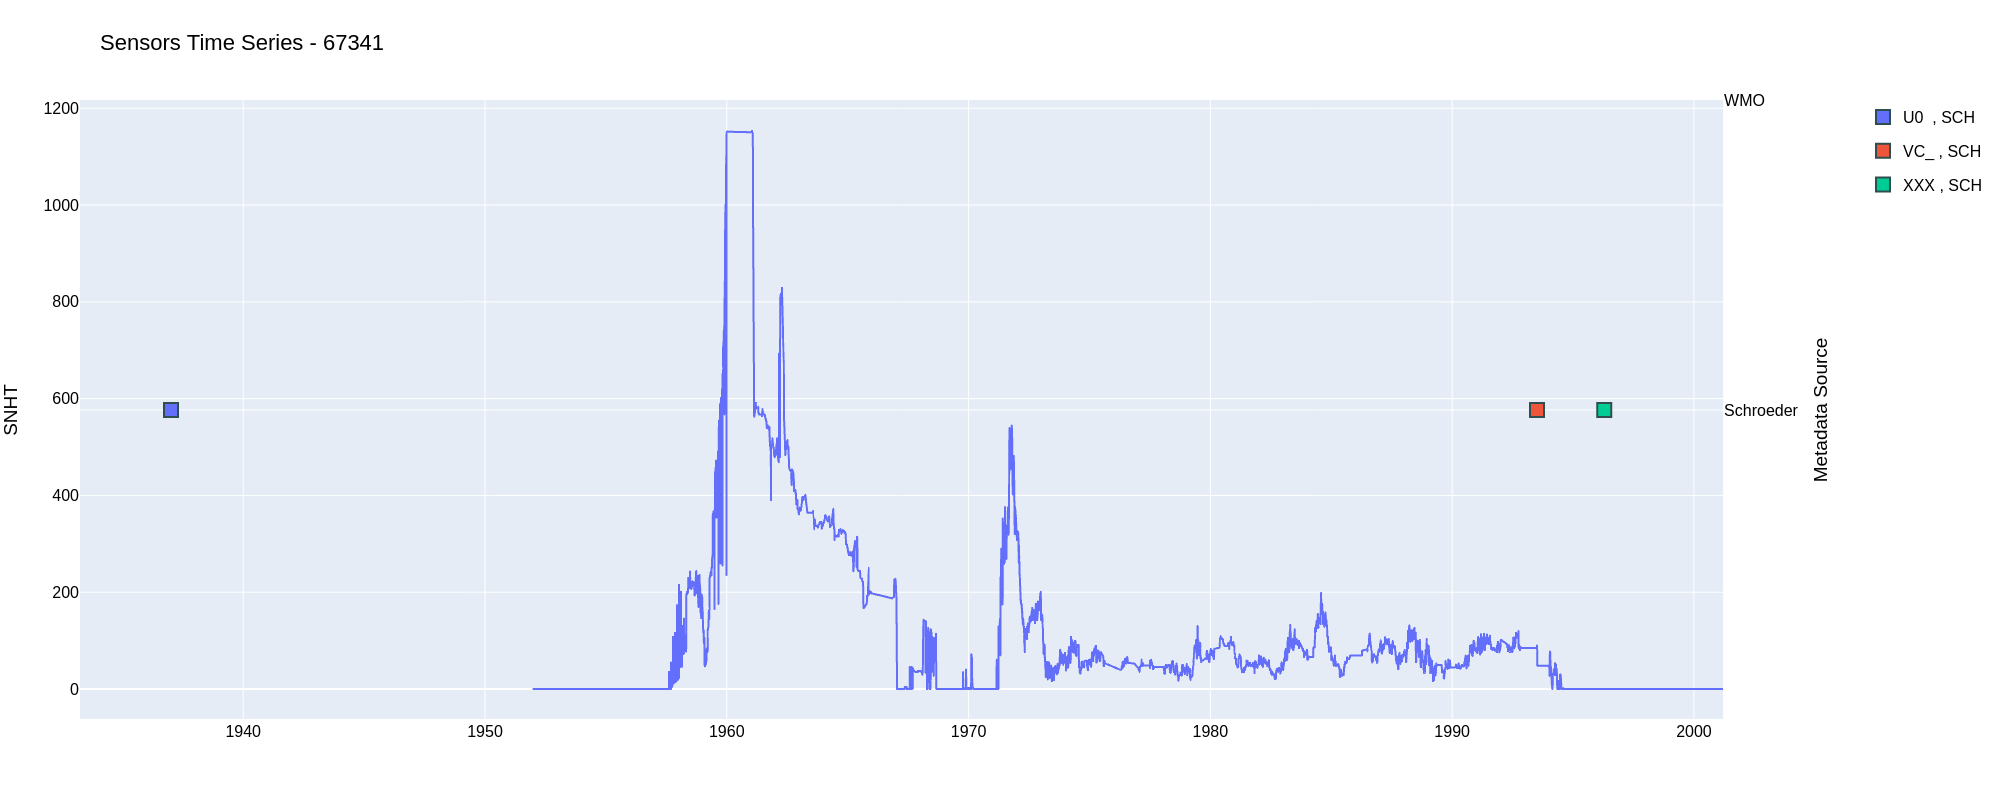 Sensors Time Series - 67341
1200
1000
800
600
400
200
0
SNHT
1940
1950
1960
1970
1980
1990
2000
WMO
Schroeder
Metadata Source
U0  , SCH
VC_ , SCH
XXX , SCH